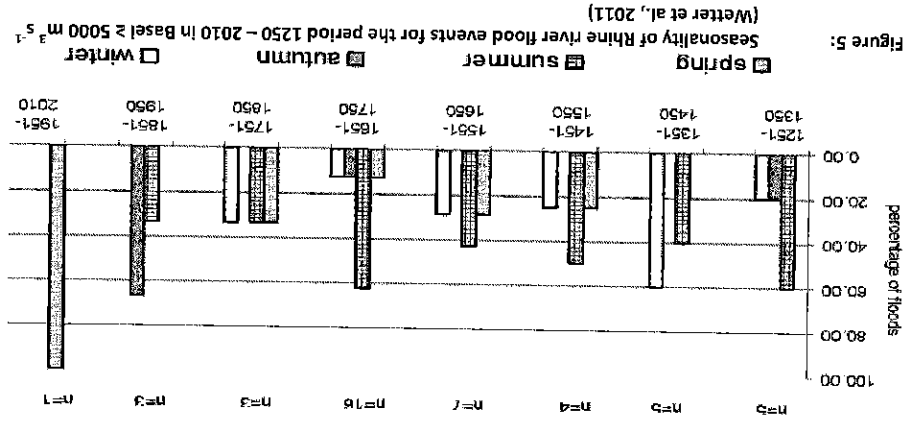 n=5 n=5 n=4 n=7 n=16 n=3 n=3 n=1
100.00
80.00
60.00
40.00
20.00
0.00
percentage of floods
1251- 1351- 1451- 1551- 1651- 1751- 1851- 1951-
1350 1450 1550 1650 1750 1850 1950 2010
spring summer autumn winter
Figure 5: Seasonality of Rhine river flood events for the period 1250 – 2010 in Basel ≥ 5000 m³ s⁻¹
(Wetter et al., 2011)